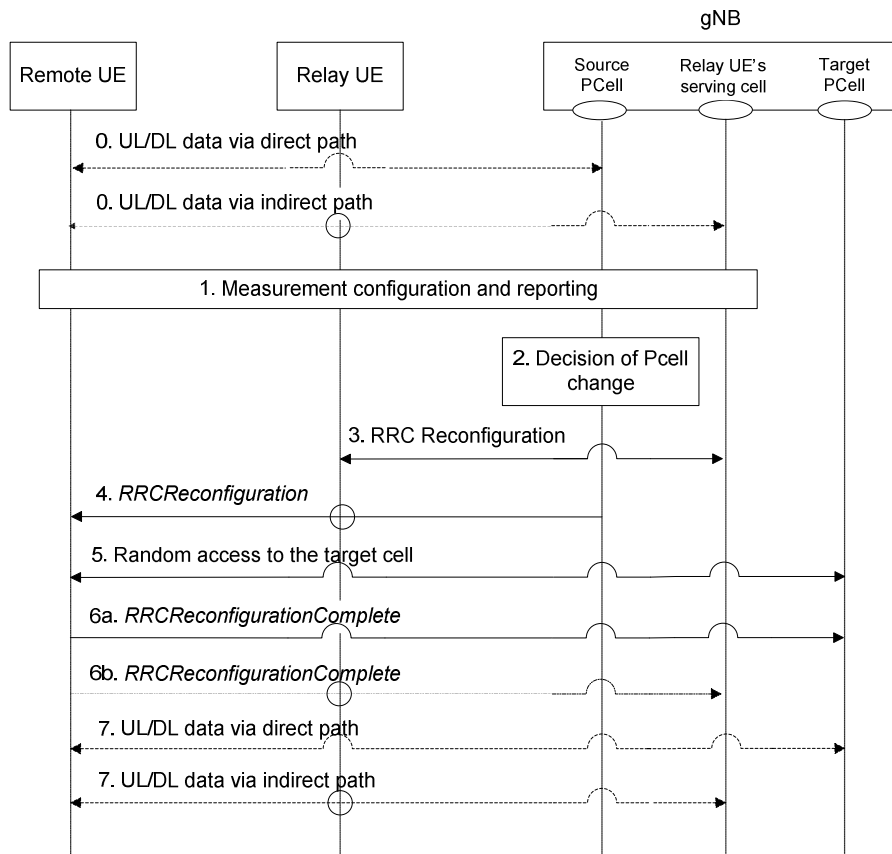 gNB
Remote UE
Relay UE
Source
PCell
Relay UE's
serving cell
Target
PCell
0. UL/DL data via direct path
0. UL/DL data via indirect path
1. Measurement configuration and reporting
2. Decision of Pcell
change
3. RRC Reconfiguration
4. RRCReconfiguration
5. Random access to the target cell
6a. RRCReconfigurationComplete
6b. RRCReconfigurationComplete
7. UL/DL data via direct path
7. UL/DL data via indirect path